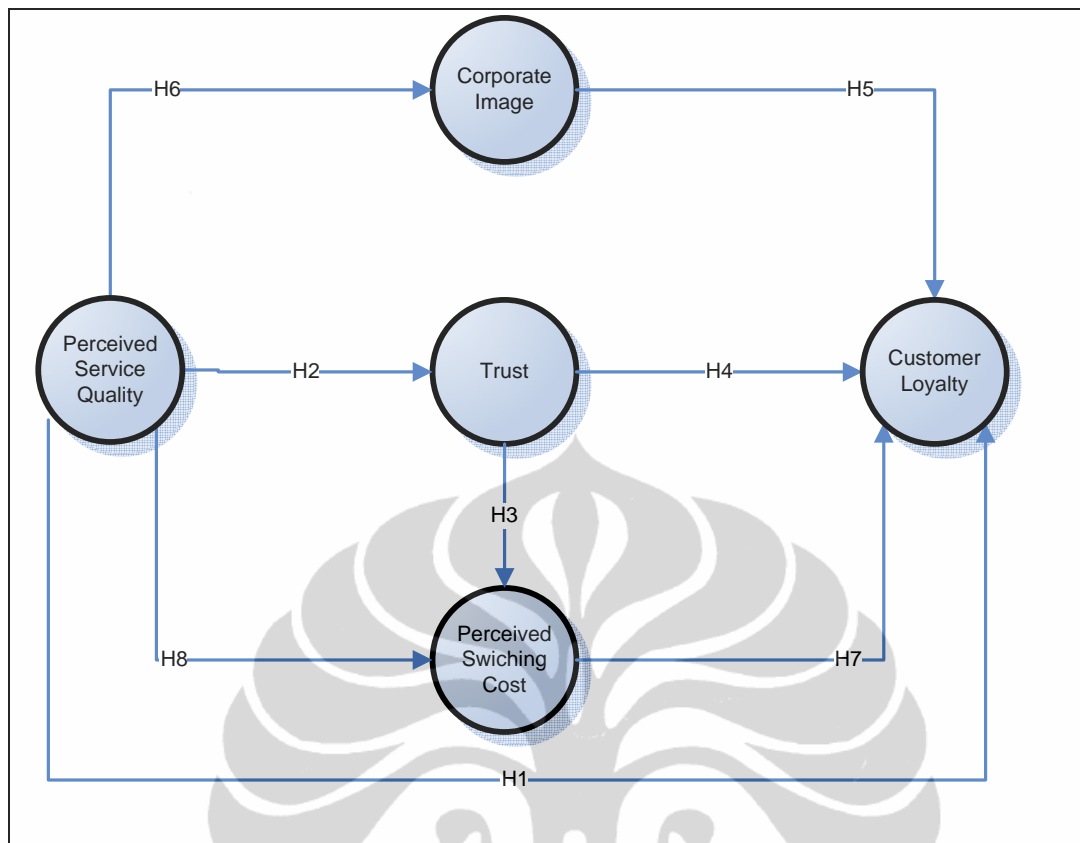 H6
Corporate
Image
H5
Perceived
Service
Quality
H2
Trust
H4
Customer
Loyalty
H3
H8
Perceived
Swiching
Cost
H7
H1